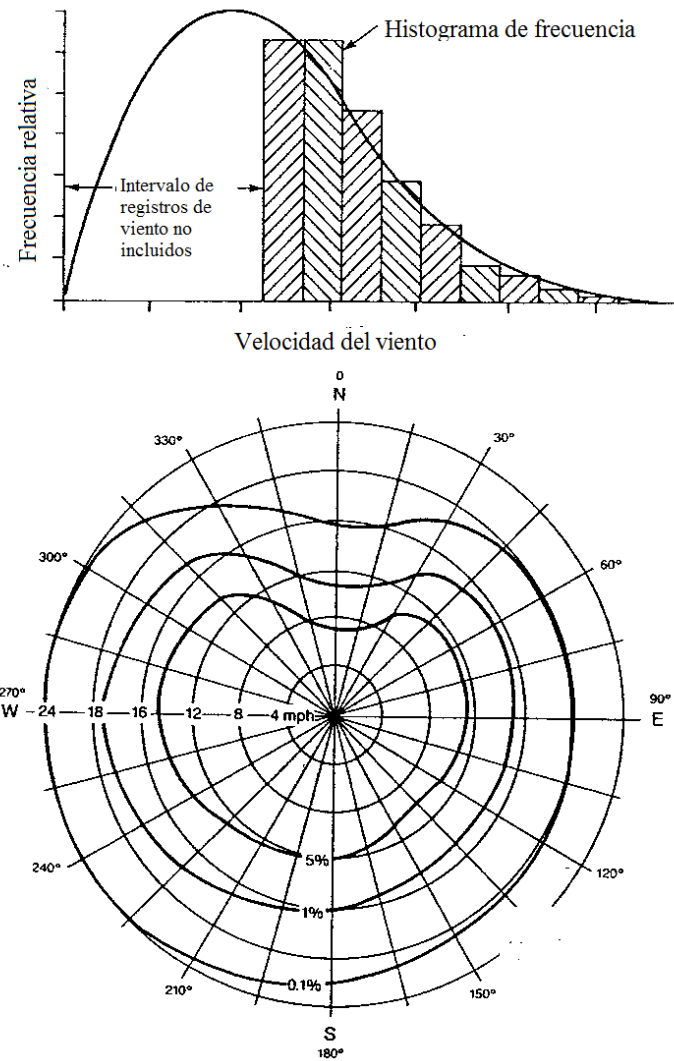 Histograma de frecuencia
Frecuencia relativa
Intervalo de
registros de
viento no
incluidos
Velocidad del viento
0
N
330°
30°
300°
60°
270°
W 24 18 16 12 8 4 mph
90°
E
5%
240°
120°
1%
0.1%
210°
150°
S
180°